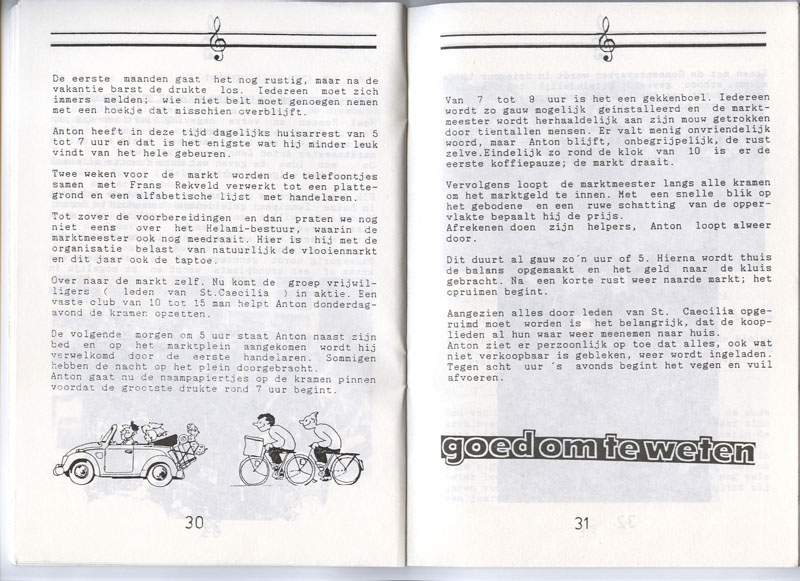 De eerste maanden gaat het nog rustig, maar na de
vakantie barst de drukte los. Iedereen moet zich
immers melden; wie niet belt moet genoegen nemen
met een hoekje dat misschien overblijft.
Anton heeft in deze tijd dagelijks huisarrest van 5
tot 7 uur en dat is het enigste wat hij minder leuk
vindt van het hele gebeuren.
Twee weken voor de markt worden de telefoontjes
samen met Frans Rekveld verwerkt tot een platte-
grond en een alfabetische lijst met handelaren.
Tot zover de voorbereidingen en dan praten we nog
niet eens over het Helami-bestuur, waarin de
marktmeester ook nog meedraait. Hier is hij met de
organisatie belast van natuurlijk de vlooienmarkt
en dit jaar ook de taptoe.
Over naar de markt zelf. Nu komt de groep vrijwil-
ligers ( leden van St.Caecilia ) in aktie. Een
vaste club van 10 tot 15 man helpt Anton donderdag-
avond de kramen opzetten.
De volgende morgen om 5 uur staat Anton naast zijn
bed en op het marktplein aangekomen wordt hij
verwelkomd door de eerste handelaren. Sommigen
hebben de nacht op het plein doorgebracht.
Anton gaat nu de naampapiertjes op de kramen pinnen
voordat de grootste drukte rond 7 uur begint.
30
Van 7 tot 8 uur is het een gekkenboel. Iedereen
wordt zo gauw mogelijk geinstalleerd en de markt-
meester wordt herhaaldelijk aan zijn mouw getrokken
door tientallen mensen. Er valt menig onvriendelijk
woord, maar Anton blijft, onbegrijpelijk, de rust
zelve.Eindelijk zo rond de klok van 10 is er de
eerste koffiepauze; de markt draait.
Vervolgens loopt de marktmeester langs alle kramen
om het marktgeld te innen. Met een snelle blik op
het gebodene en een ruwe schatting van de opper-
vlakte bepaalt hij de prijs.
Afrekenen doen zijn helpers, Anton loopt alweer
door.
Dit duurt al gauw zo'n uur of 5. Hierna wordt thuis
de balans opgemaakt en het geld naar de kluis
gebracht. Na een korte rust weer naarde markt; het
opruimen begint.
Aangezien alles door leden van St. Caecilia opge-
ruimd moet worden is het belangrijk, dat de koop-
lieden al hun waar weer meenemen naar huis.
Anton ziet er perzoonlijk op toe dat alles, ook wat
niet verkoopbaar is gebleken, weer wordt ingeladen.
Tegen acht uur 's avonds begint het vegen en vuil
afvoeren.
goed om te weten
31